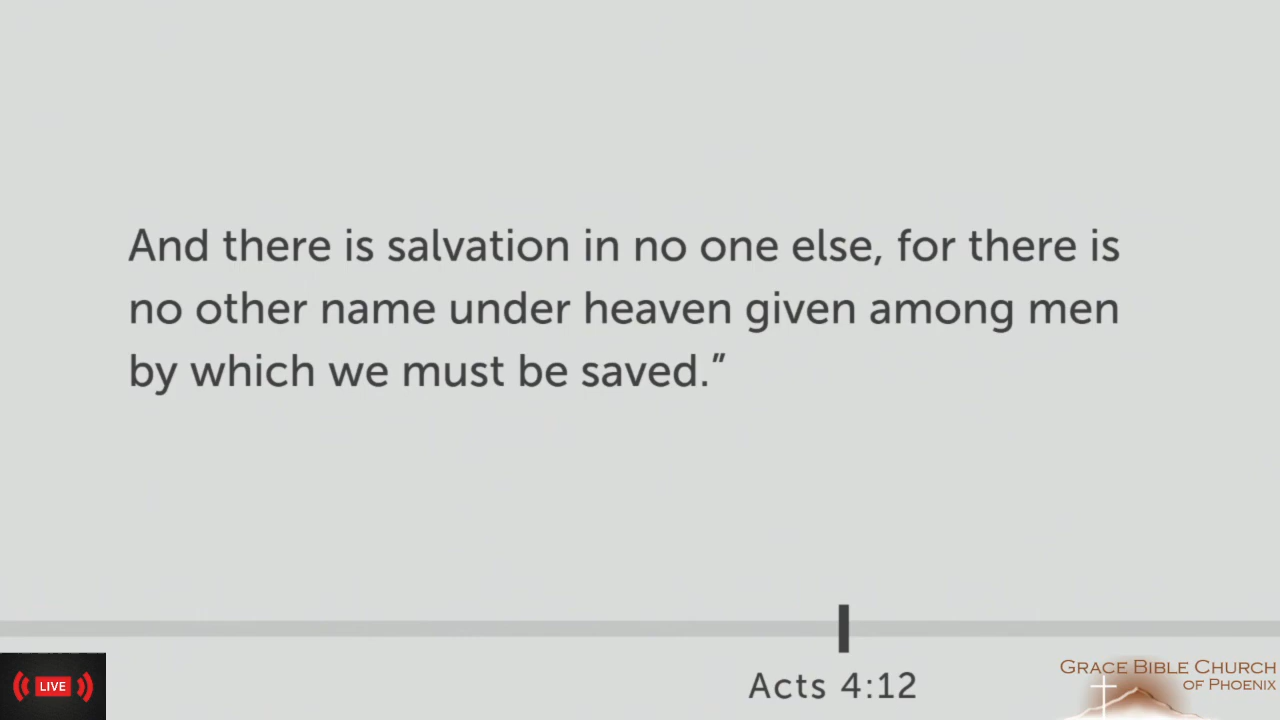 And there is salvation in no one else, for there is
no other name under heaven given among men
by which we must be saved.”
Acts 4:12
LIVE
GRACE BIBLE CHURCH
OF PHOENIX